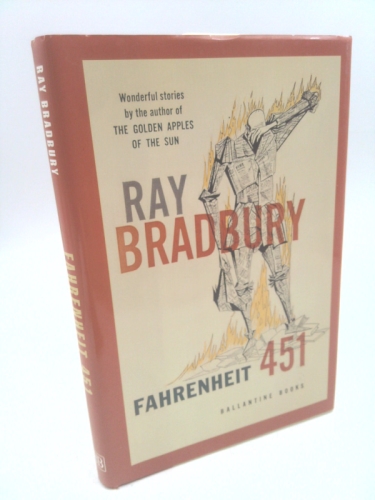 RAY BRADBURY
FAHRENHEIT 451
Wonderful stories
by the author of
THE GOLDEN APPLES
OF THE SUN
RAY
BRADBURY
FAHRENHEIT 451
BALLANTINE BOOKS